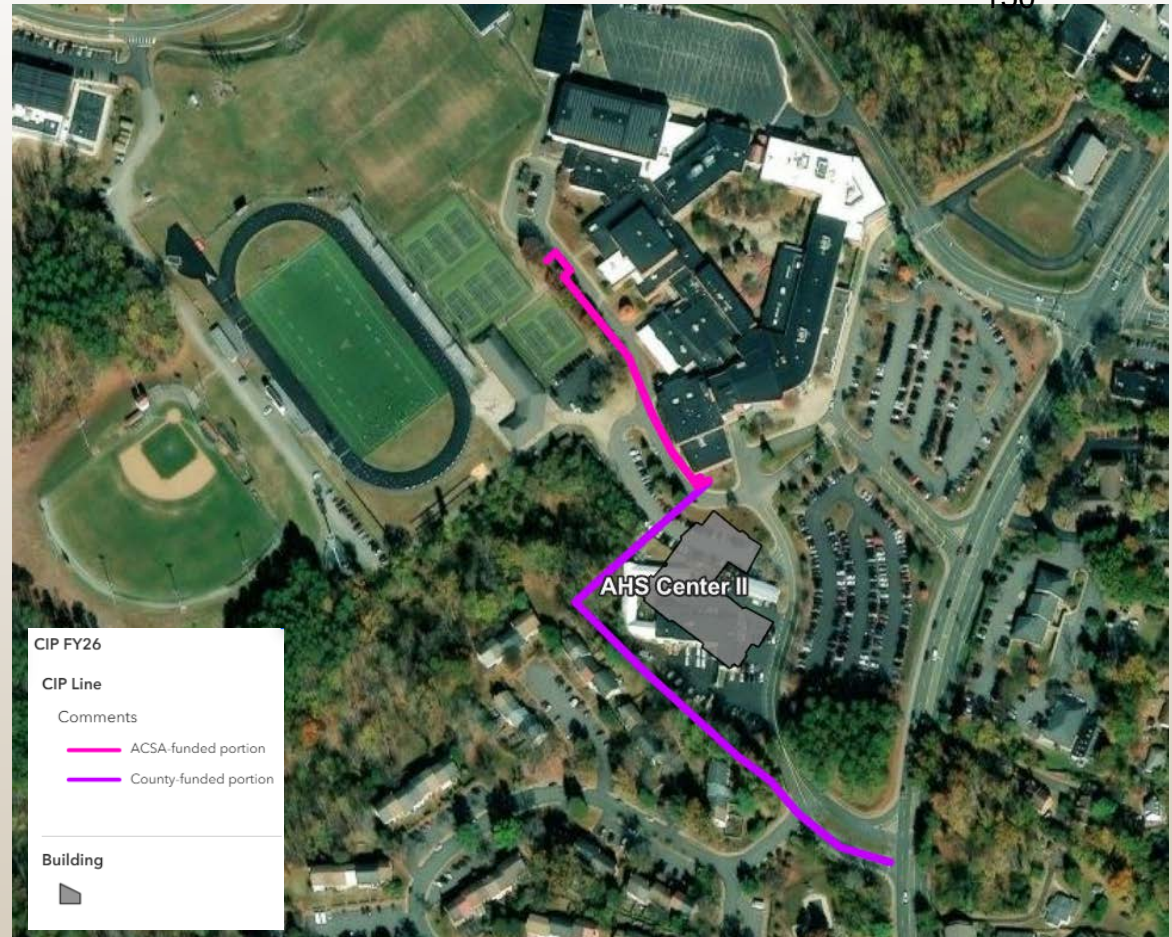 AHS Center II
CIP FY26
CIP Line
Comments
ACSA-funded portion
County-funded portion
Building